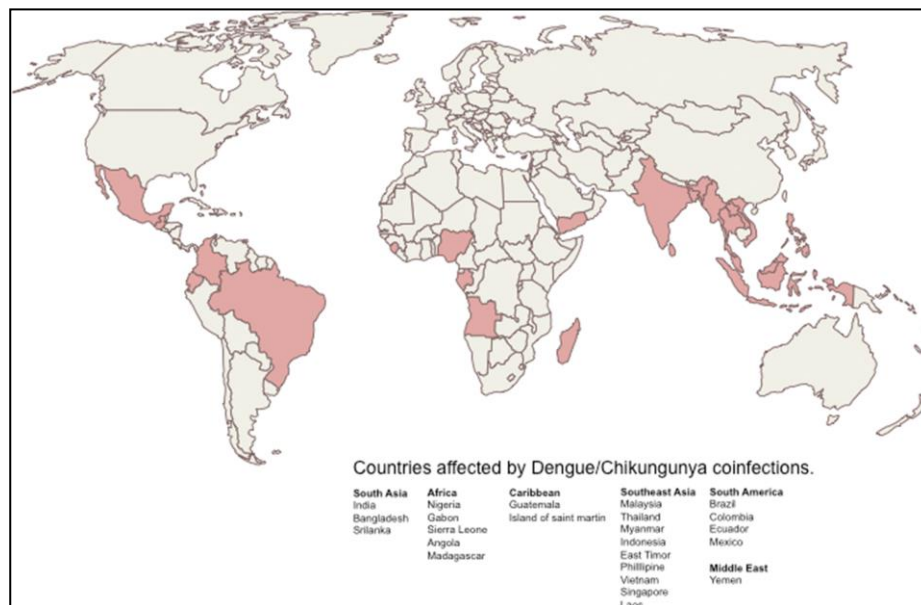 Countries affected by Dengue/Chikungunya coinfections.
South Asia
India
Bangladesh
Srilanka
Africa
Nigeria
Gabon
Sierra Leone
Angola
Madagascar
Caribbean
Guatemala
Island of saint martin
Southeast Asia
Malaysia
Thailand
Myanmar
Indonesia
East Timor
Philllipine
Vietnam
Singapore
Laos
South America
Brazil
Colombia
Ecuador
Mexico
Middle East
Yemen